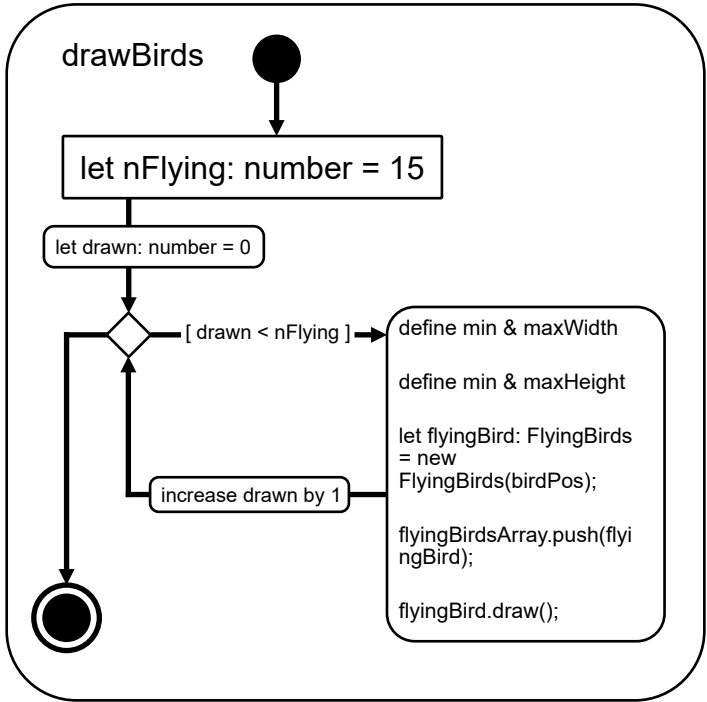 drawBirds
let nFlying: number = 15
let drawn: number = 0
[ drawn < nFlying ]
define min & maxWidth
define min & maxHeight
let flyingBird: FlyingBirds
= new
FlyingBirds(birdPos);
increase drawn by 1
flyingBirdsArray.push(flyi
ngBird);
flyingBird.draw();